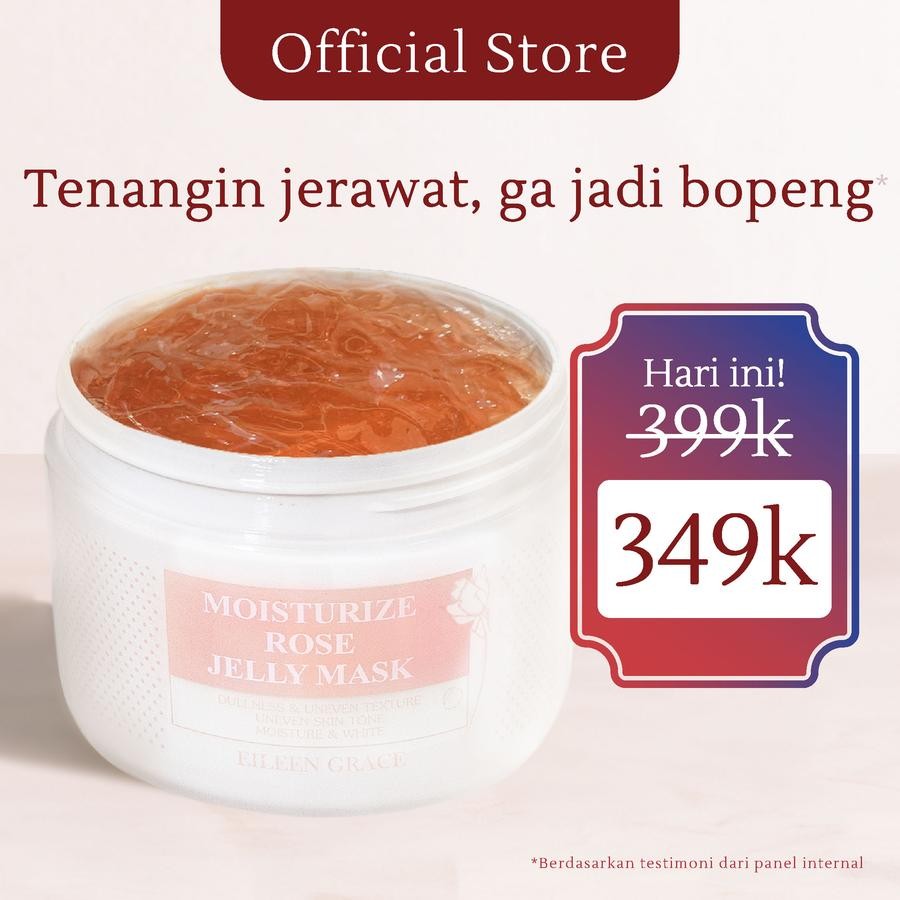 Official Store
Tenangin jerawat, ga jadi bopeng*
Hari ini!
399k
349k
MOISTURIZE
ROSE
JELLY MASK
DULLNESS & UNEVEN TEXTURE
UNEVEN SKIN TONE
MOISTURE & WHITE
EILEEN GRACE
*Berdasarkan testimoni dari panel internal